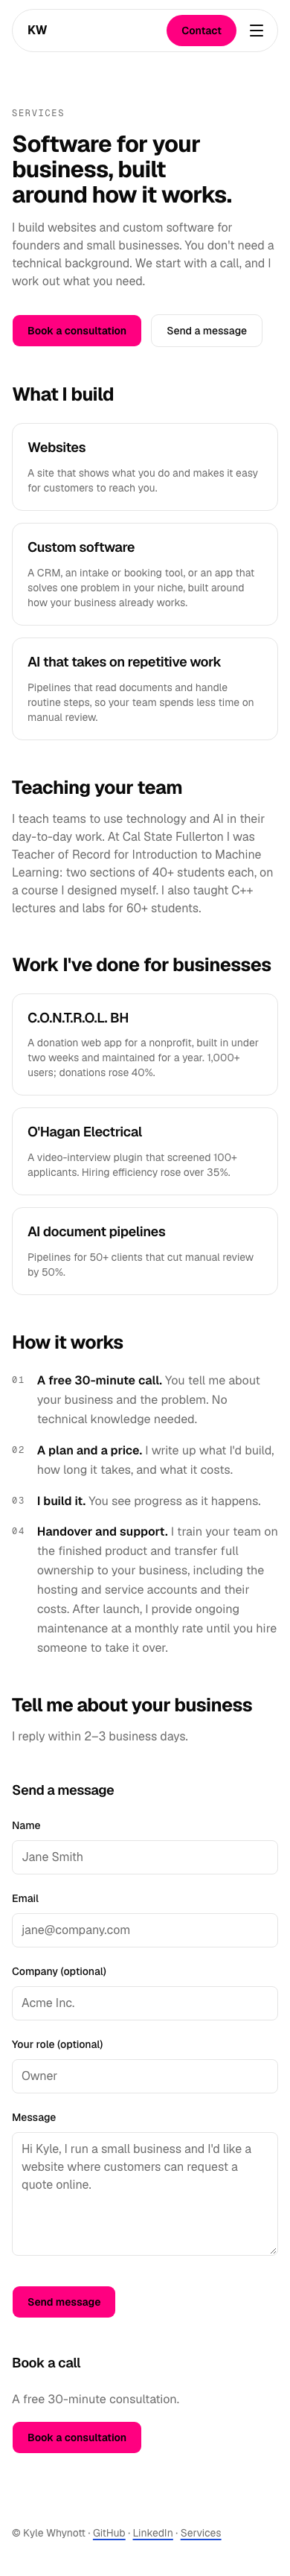 KW
Contact
SERVICES
Software for your
business, built
around how it works.
I build websites and custom software for
founders and small businesses. You don't need a
technical background. We start with a call, and I
work out what you need.
Book a consultation
Send a message
What I build
Websites
A site that shows what you do and makes it easy
for customers to reach you.
Custom software
A CRM, an intake or booking tool, or an app that
solves one problem in your niche, built around
how your business already works.
AI that takes on repetitive work
Pipelines that read documents and handle
routine steps, so your team spends less time on
manual review.
Teaching your team
I teach teams to use technology and AI in their
day-to-day work. At Cal State Fullerton I was
Teacher of Record for Introduction to Machine
Learning: two sections of 40+ students each, on
a course I designed myself. I also taught C++
lectures and labs for 60+ students.
Work I've done for businesses
C.O.N.T.R.O.L. BH
A donation web app for a nonprofit, built in under
two weeks and maintained for a year. 1,000+
users; donations rose 40%.
O'Hagan Electrical
A video-interview plugin that screened 100+
applicants. Hiring efficiency rose over 35%.
AI document pipelines
Pipelines for 50+ clients that cut manual review
by 50%.
How it works
01 A free 30-minute call. You tell me about
your business and the problem. No
technical knowledge needed.
02 A plan and a price. I write up what I'd build,
how long it takes, and what it costs.
03 I build it. You see progress as it happens.
04 Handover and support. I train your team on
the finished product and transfer full
ownership to your business, including the
hosting and service accounts and their
costs. After launch, I provide ongoing
maintenance at a monthly rate until you hire
someone to take it over.
Tell me about your business
I reply within 2–3 business days.
Send a message
Name
Jane Smith
Email
jane@company.com
Company (optional)
Acme Inc.
Your role (optional)
Owner
Message
Hi Kyle, I run a small business and I'd like a
website where customers can request a
quote online.
Send message
Book a call
A free 30-minute consultation.
Book a consultation
© Kyle Whynott · GitHub · LinkedIn · Services